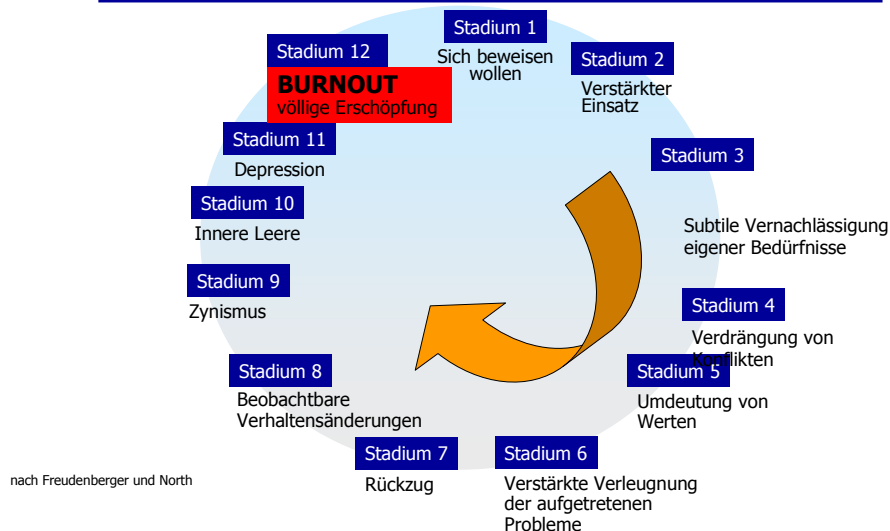 Stadium 1
Sich beweisen
wollen
Stadium 2
Verstärkter
Einsatz
Stadium 3
Subtile Vernachlässigung
eigener Bedürfnisse
Stadium 4
Verdrängung von
Konflikten
Stadium 5
Umdeutung von
Werten
Stadium 6
Verstärkte Verleugnung
der aufgetretenen
Probleme
Stadium 7
Rückzug
Stadium 8
Beobachtbare
Verhaltensänderungen
Stadium 9
Zynismus
Stadium 10
Innere Leere
Stadium 11
Depression
Stadium 12
BURNOUT
völlige Erschöpfung
nach Freudenberger und North